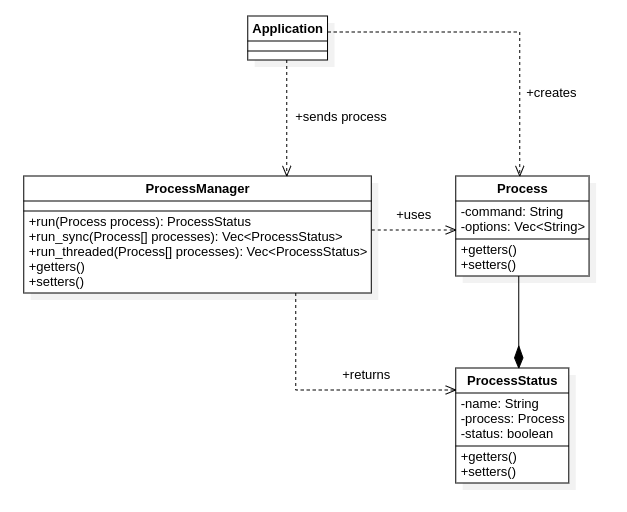 Application
+creates
+sends process
ProcessManager
+run(Process process): ProcessStatus
+run_sync(Process[] processes): Vec<ProcessStatus>
+run_threaded(Process[] processes): Vec<ProcessStatus>
+getters()
+setters()
+uses
Process
-command: String
-options: Vec<String>
+getters()
+setters()
+returns
ProcessStatus
-name: String
-process: Process
-status: boolean
+getters()
+setters()